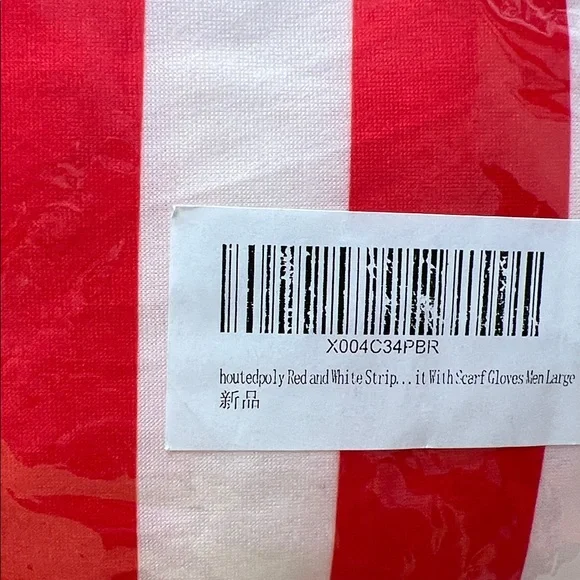 X004C34PBR
houtedpoly Red and White Strip... it With Scarf Gloves Men Large
新品